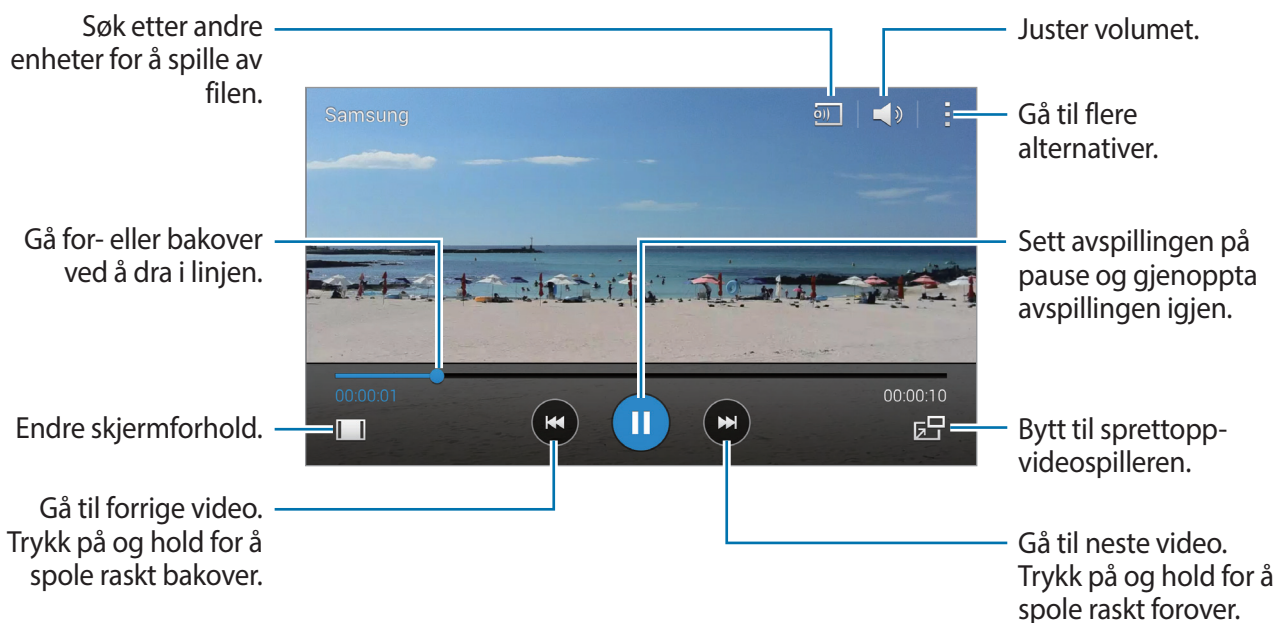 Søk etter andre
enheter for å spille av
filen.
Juster volumet.
Samsung
Gå til flere
alternativer.
Gå for- eller bakover
ved å dra i linjen.
Sett avspillingen på
pause og gjenoppta
avspillingen igjen.
00:00:01
00:00:10
Endre skjermforhold.
Bytt til sprettopp-
videospilleren.
Gå til forrige video.
Trykk på og hold for å
spole raskt bakover.
Gå til neste video.
Trykk på og hold for å
spole raskt forover.